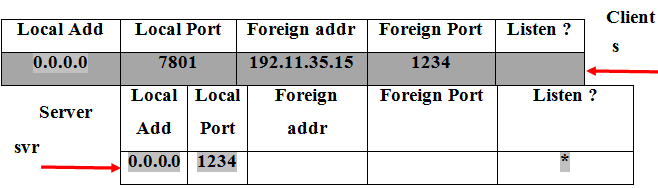 Client
s
Local Add Local Port Foreign addr Foreign Port Listen ?
0.0.0.0 7801 192.11.35.15 1234
Server
svr
Local Add Local Port Foreign addr Foreign Port Listen ?
0.0.0.0 1234 *